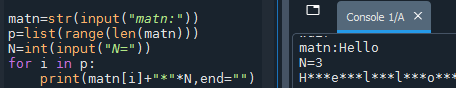 matn=str(input("matn:"))
p=list(range(len(matn)))
N=int(input("N="))
for i in p:
    print(matn[i]+"*"*N,end="")
Console 1/A ×
matn:Hello
N=3
H***e***l***l***o***